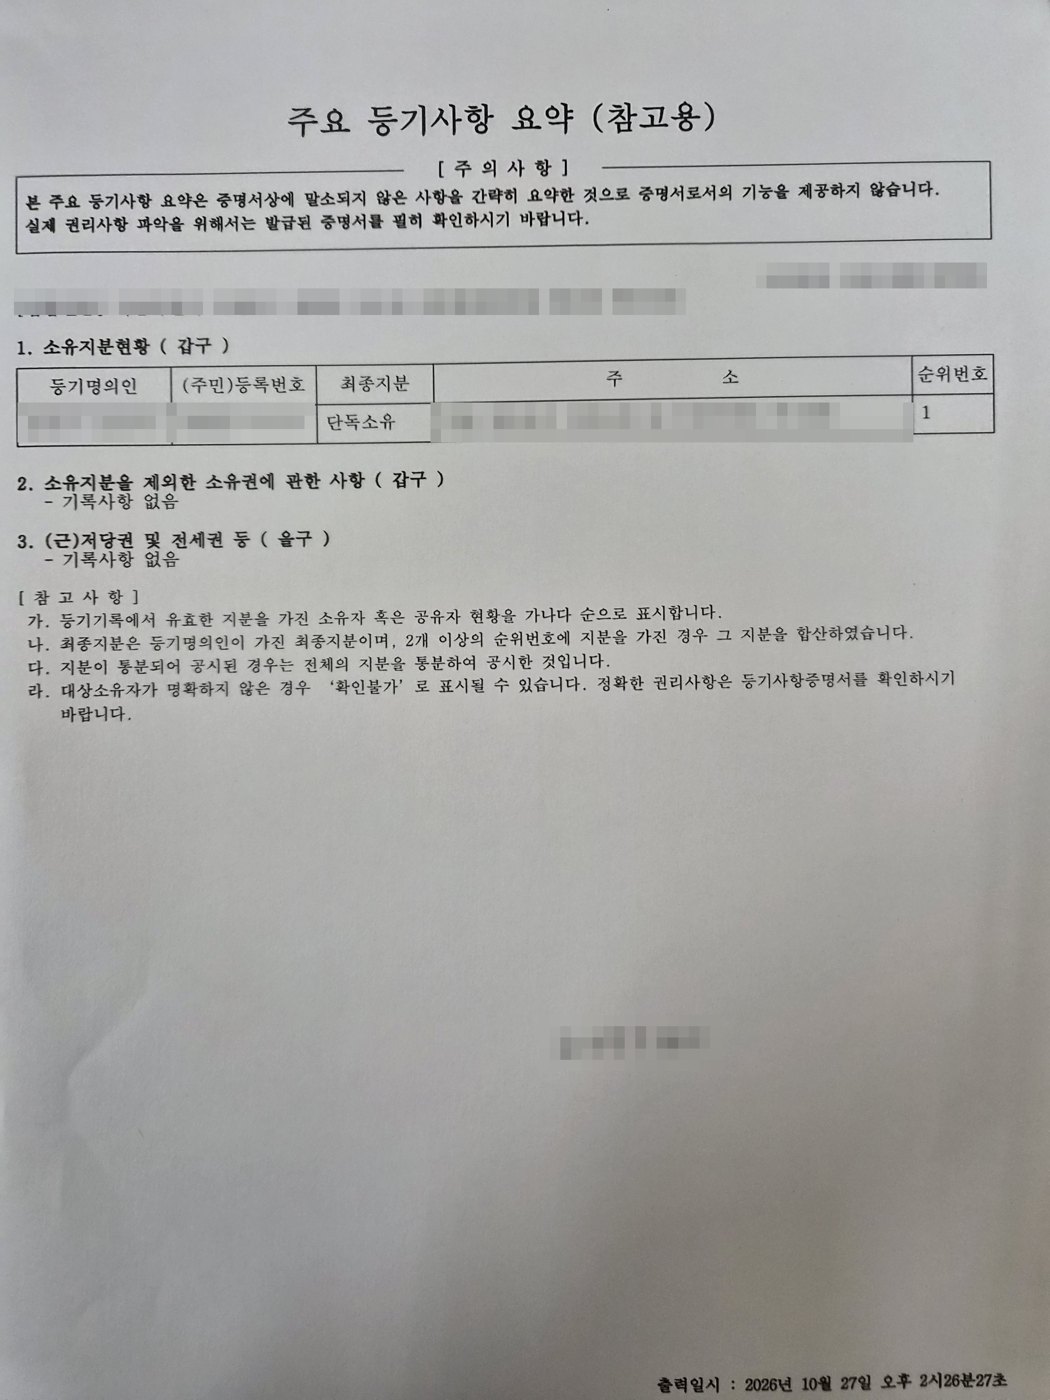 주요 등기사항 요약 (참고용)
[ 주 의 사 항 ]
본 주요 등기사항 요약은 증명서상에 말소되지 않은 사항을 간략히 요약한 것으로 증명서로서의 기능을 제공하지 않습니다.
실제 권리사항 파악을 위해서는 발급된 증명서를 필히 확인하시기 바랍니다.
1. 소유지분현황 ( 갑구 )
등기명의인 (주민)등록번호 최종지분 주 소 순위번호
단독소유 1
2. 소유지분을 제외한 소유권에 관한 사항 ( 갑구 )
- 기록사항 없음
3. (근)저당권 및 전세권 등 ( 을구 )
- 기록사항 없음
[ 참 고 사 항 ]
가. 등기기록에서 유효한 지분을 가진 소유자 혹은 공유자 현황을 가나다 순으로 표시합니다.
나. 최종지분은 등기명의인이 가진 최종지분이며, 2개 이상의 순위번호에 지분을 가진 경우 그 지분을 합산하였습니다.
다. 지분이 통분되어 공시된 경우는 전체의 지분을 통분하여 공시한 것입니다.
라. 대상소유자가 명확하지 않은 경우 ‘확인불가’로 표시될 수 있습니다. 정확한 권리사항은 등기사항증명서를 확인하시기
바랍니다.
출력일시 : 2026년 10월 27일 오후 2시26분27초